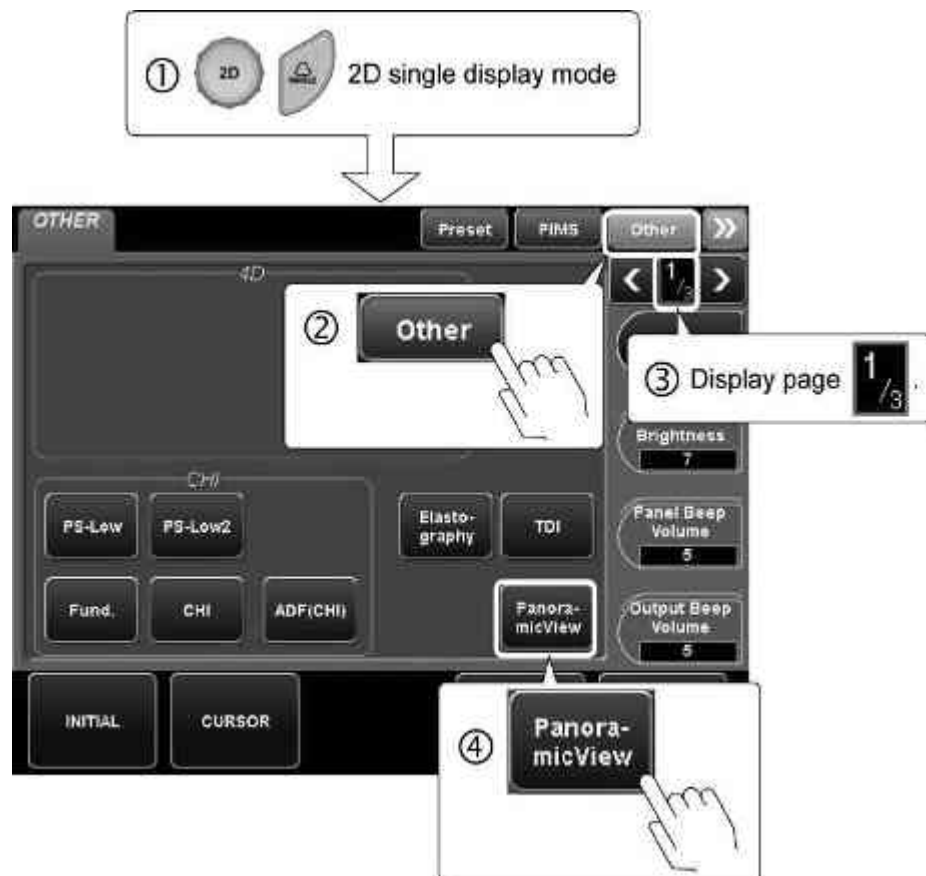 ① 2D SINGLE 2D single display mode
OTHER
Preset
PIMS
Other
»
4D
<
1/3
>
② Other
③ Display page 1/3 .
Brightness
7
CHI
PS-Low
PS-Low2
Elasto-
graphy
TDI
Panel Beep
Volume
5
Fund.
CHI
ADF(CHI)
Panora-
micView
Output Beep
Volume
5
INITIAL
CURSOR
④ Panora-
micView